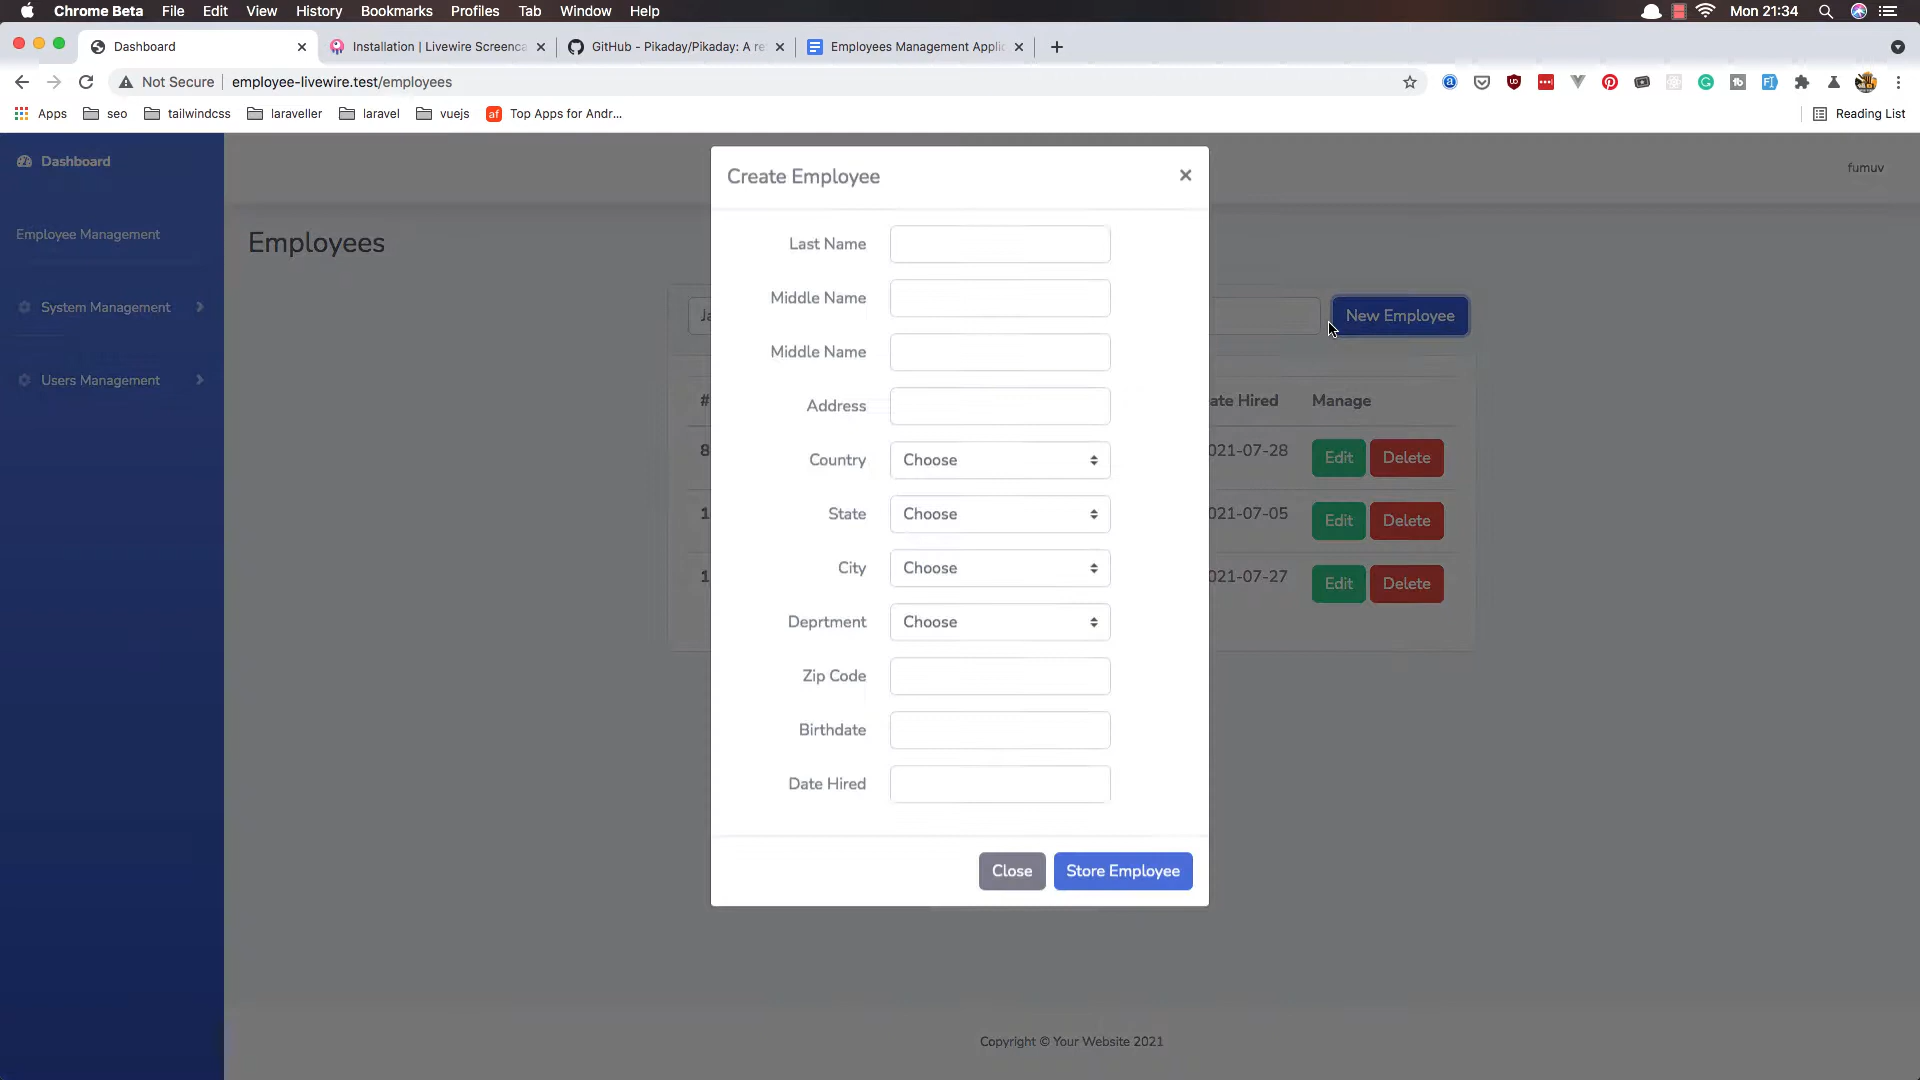 Chrome Beta File Edit View History Bookmarks Profiles Tab Window Help Mon 21:34
Dashboard Installation | Livewire Screenca GitHub - Pikaday/Pikaday: A re Employees Management Applic
Not Secure employee-livewire.test/employees
Apps seo tailwindcss laraveller laravel vuejs Top Apps for Andr... Reading List
Dashboard
fumuv
Employee Management
System Management
Users Management
Employees
New Employee
# ate Hired Manage
8 021-07-28 Edit Delete
1 021-07-05 Edit Delete
1 021-07-27 Edit Delete
Create Employee
Last Name
Middle Name
Middle Name
Address
Country Choose
State Choose
City Choose
Deprtment Choose
Zip Code
Birthdate
Date Hired
Close Store Employee
Copyright © Your Website 2021